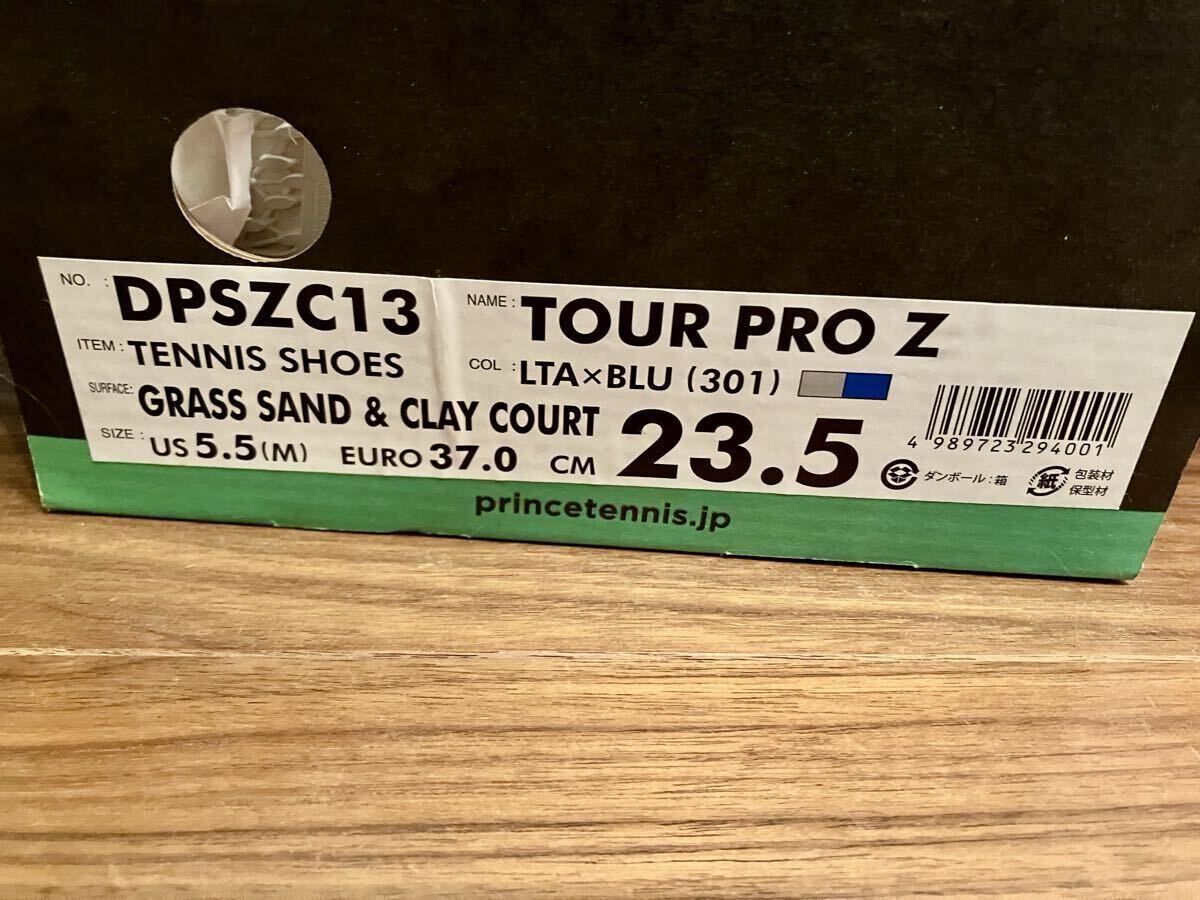 NO. : DPSZC13
ITEM : TENNIS SHOES
SURFACE: GRASS SAND & CLAY COURT
SIZE : US 5.5(M) EURO 37.0 CM 23.5
NAME : TOUR PRO Z
COL : LTA×BLU (301)
4 989723 294001
ダンボール : 箱
紙 包装材
保型材
princetennis.jp